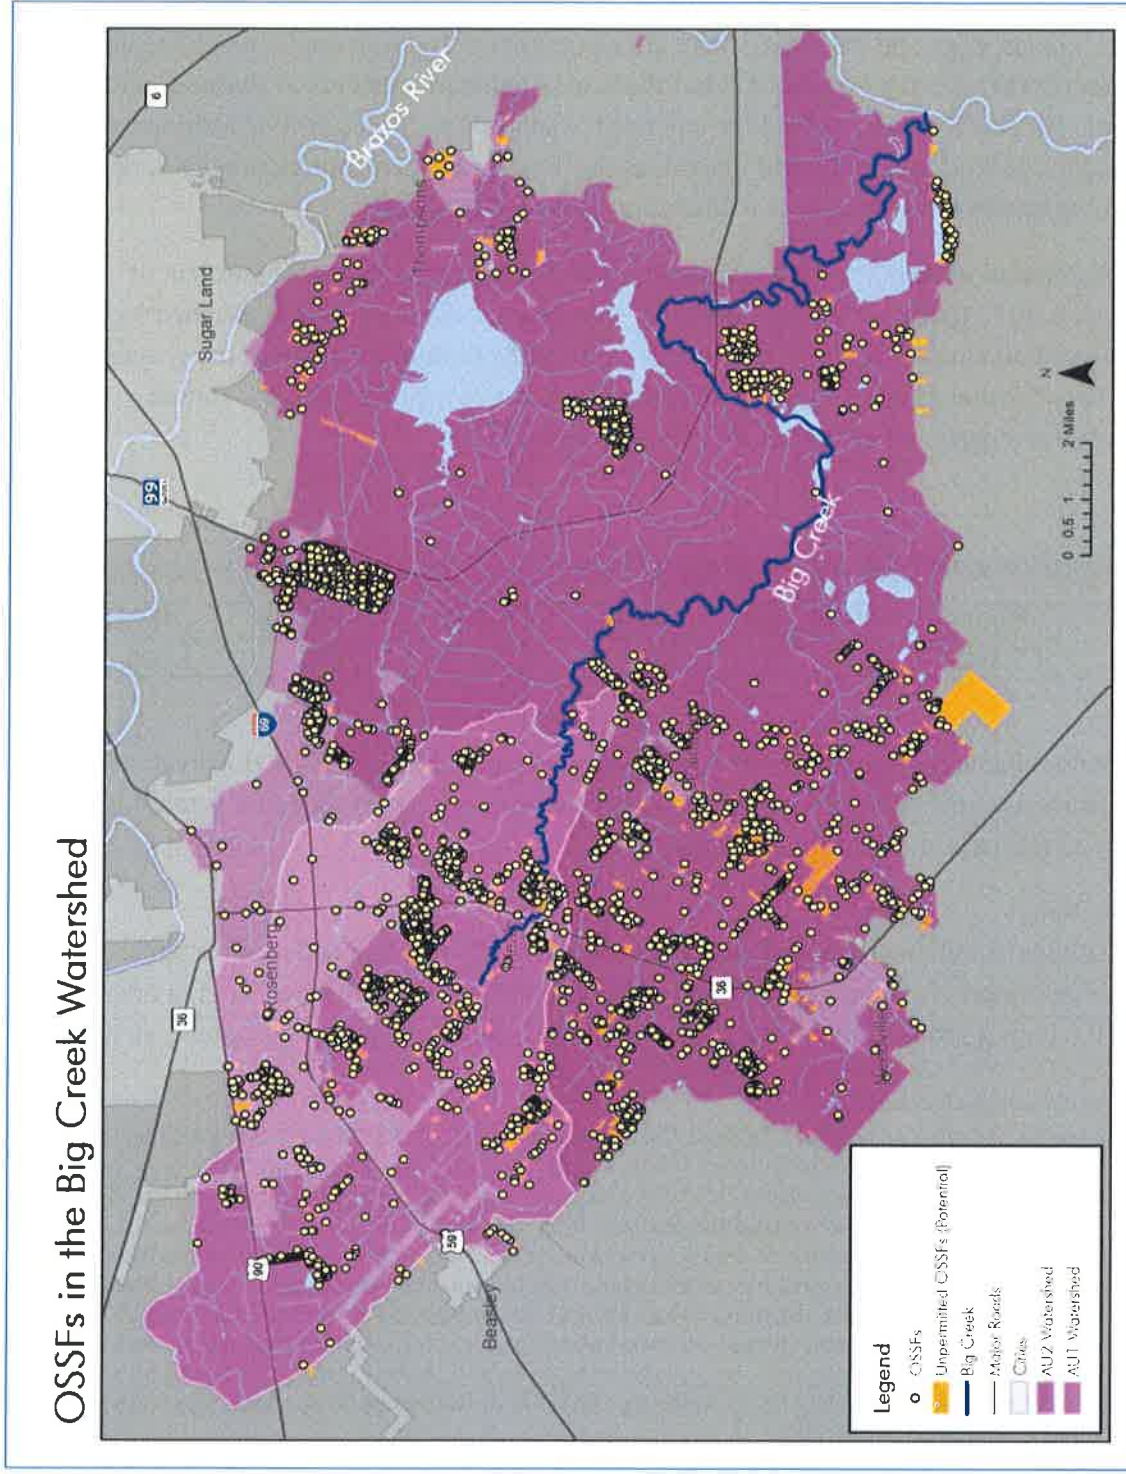 OSSFs in the Big Creek Watershed
6
Brazos River
Sugar Land
Thompsons
99
69
36
Rosenberg
90
59
Beasley
Big Creek
36
N
0 0.5 1 2 Miles
Legend
OSSFs
Unpermitted OSSFs (Potential)
Big Creek
Major Roads
Cities
AU2 Watershed
AU1 Watershed